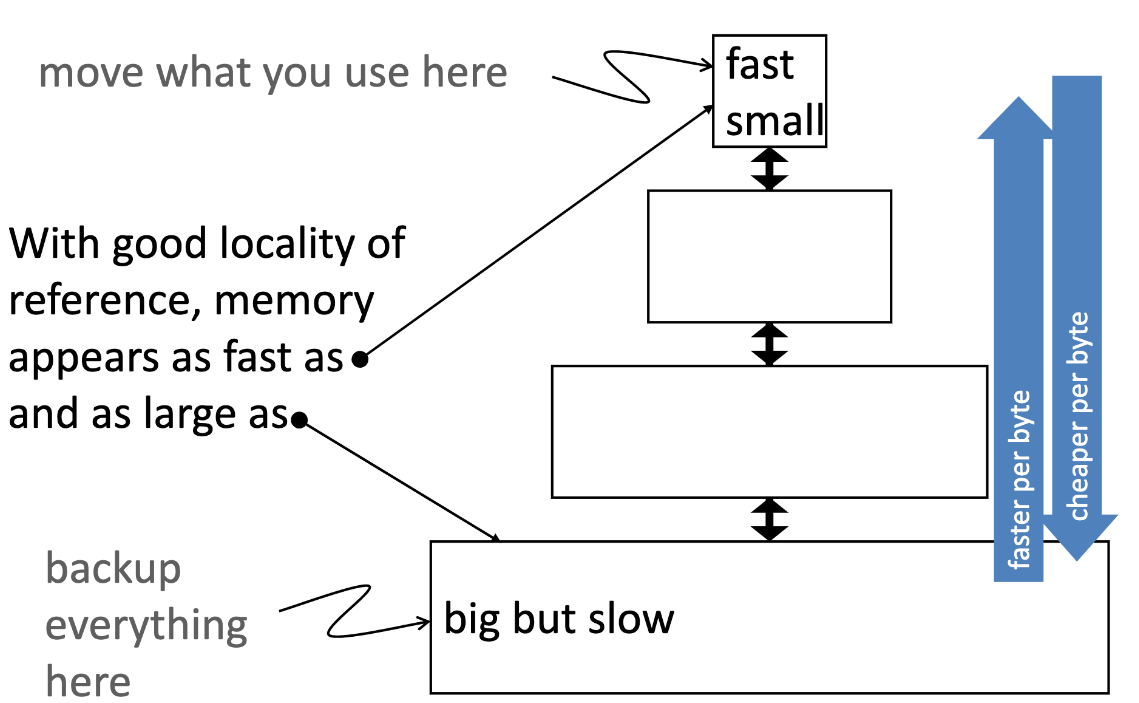 move what you use here
fast
small
With good locality of
reference, memory
appears as fast as
and as large as
faster per byte
cheaper per byte
backup
everything
here
big but slow